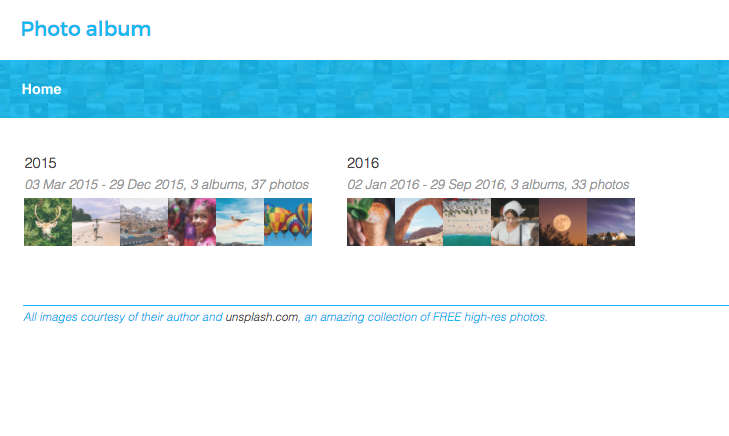 Photo album
Home
2015
03 Mar 2015 - 29 Dec 2015, 3 albums, 37 photos
2016
02 Jan 2016 - 29 Sep 2016, 3 albums, 33 photos
All images courtesy of their author and unsplash.com, an amazing collection of FREE high-res photos.